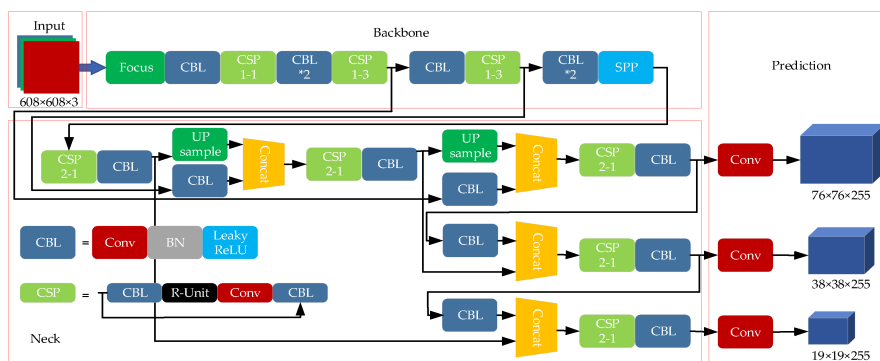 Input
Backbone
Prediction
Focus
CBL
CSP
1-1
CBL
*2
CSP
1-3
CBL
CSP
1-3
CBL
*2
SPP
608×608×3
CSP
2-1
CBL
UP
sample
CBL
Concat
CSP
2-1
CBL
UP
sample
CBL
Concat
CSP
2-1
CBL
Conv
76×76×255
CBL
=
Conv
BN
Leaky
ReLU
CBL
Concat
CSP
2-1
CBL
Conv
38×38×255
CSP
=
CBL
R-Unit
Conv
CBL
CBL
Concat
CSP
2-1
CBL
Conv
19×19×255
Neck